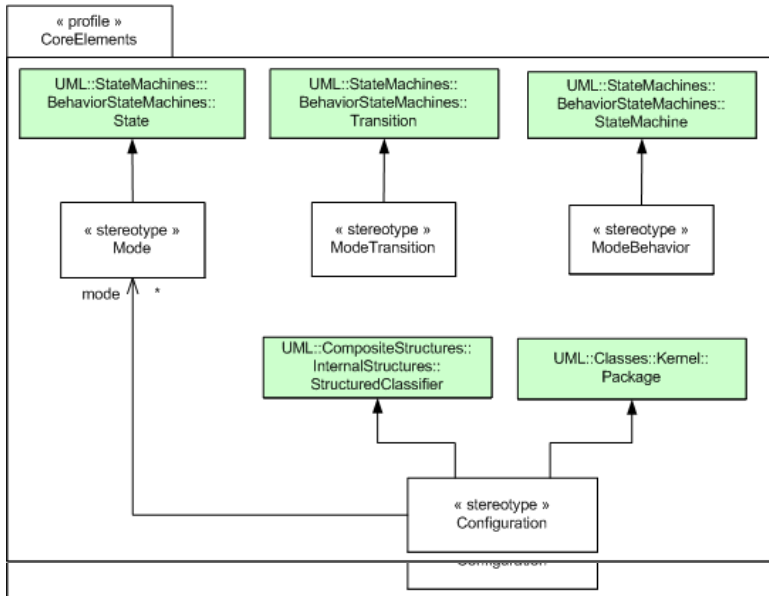 « profile »
CoreElements
UML::StateMachines:::
BehaviorStateMachines::
State
UML::StateMachines::
BehaviorStateMachines::
Transition
UML::StateMachines::
BehaviorStateMachines::
StateMachine
« stereotype »
Mode
« stereotype »
ModeTransition
« stereotype »
ModeBehavior
mode *
UML::CompositeStructures::
InternalStructures::
StructuredClassifier
UML::Classes::Kernel::
Package
« stereotype »
Configuration
Configuration